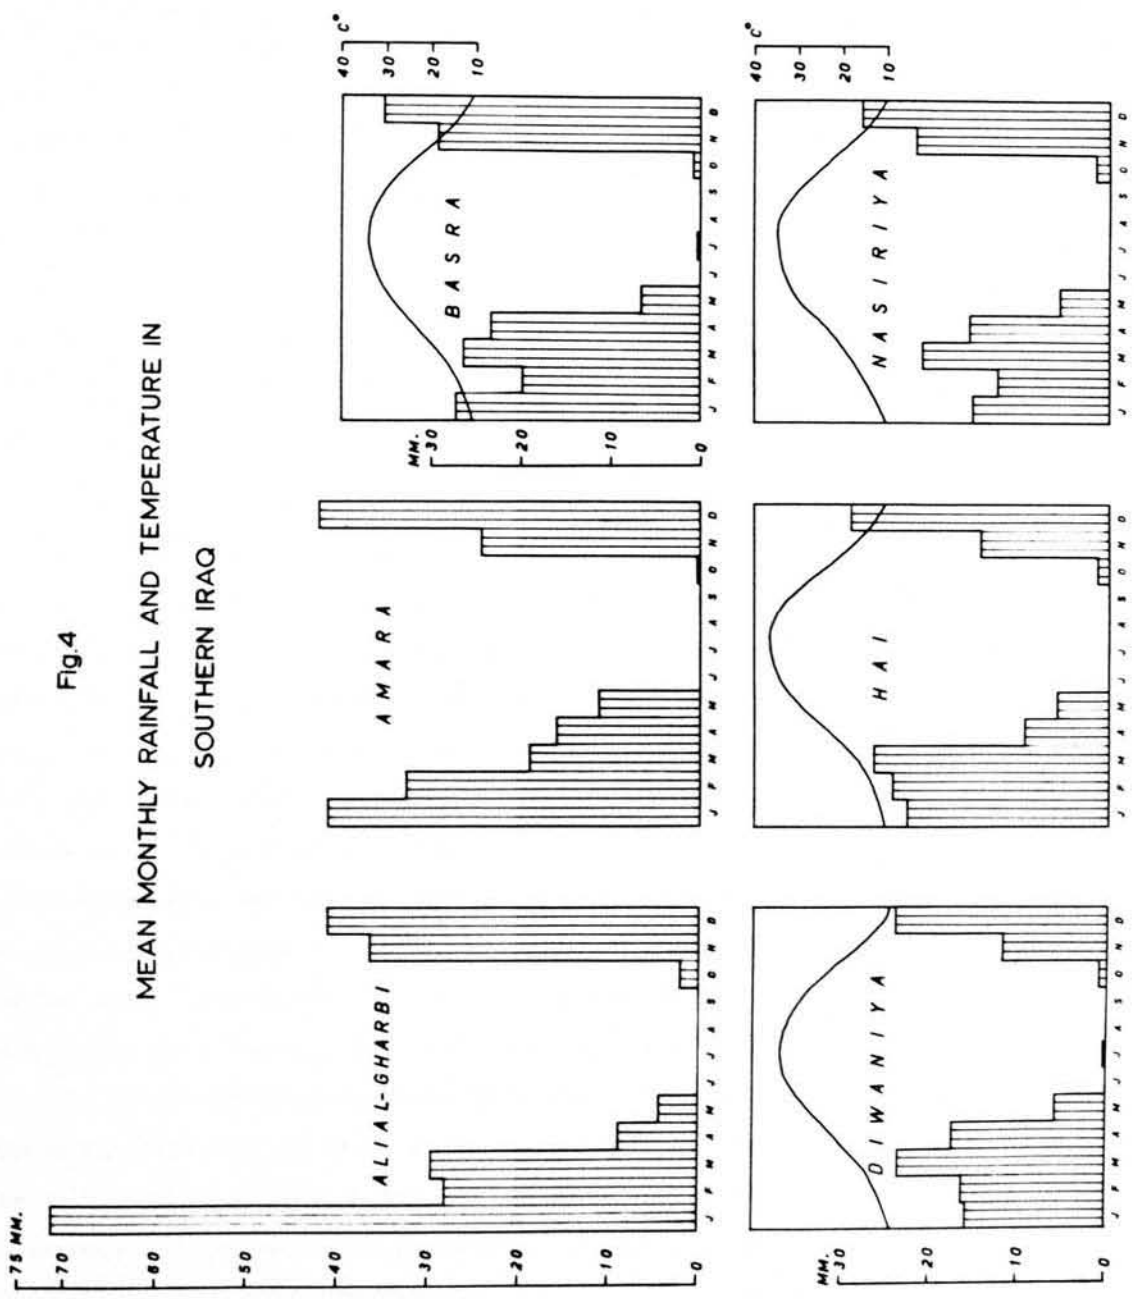 Fig.4
MEAN MONTHLY RAINFALL AND TEMPERATURE IN
SOUTHERN IRAQ
75 MM.
70
60
50
40
30
20
10
0
ALI AL-GHARBI
J F M A M J J A S O N D
AMARA
J F M A M J J A S O N D
MM.
30
20
10
0
BASRA
J F M A M J J A S O N D
C°
40
30
20
10
MM.
30
20
10
0
DIWANIYA
J F M A M J J A S O N D
HAI
J F M A M J J A S O N D
NASIRIYA
J F M A M J J A S O N D
C°
40
30
20
10